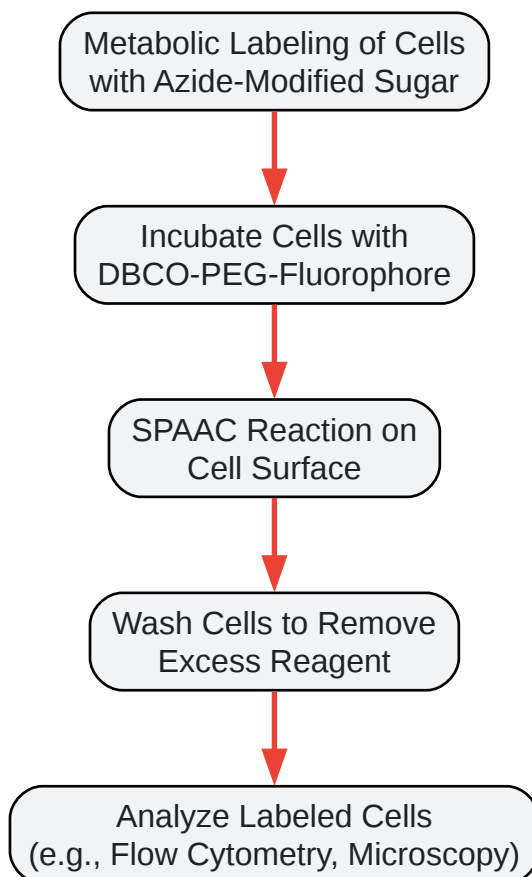 Metabolic Labeling of Cells
with Azide-Modified Sugar
Incubate Cells with
DBCO-PEG-Fluorophore
SPAAC Reaction on
Cell Surface
Wash Cells to Remove
Excess Reagent
Analyze Labeled Cells
(e.g., Flow Cytometry, Microscopy)